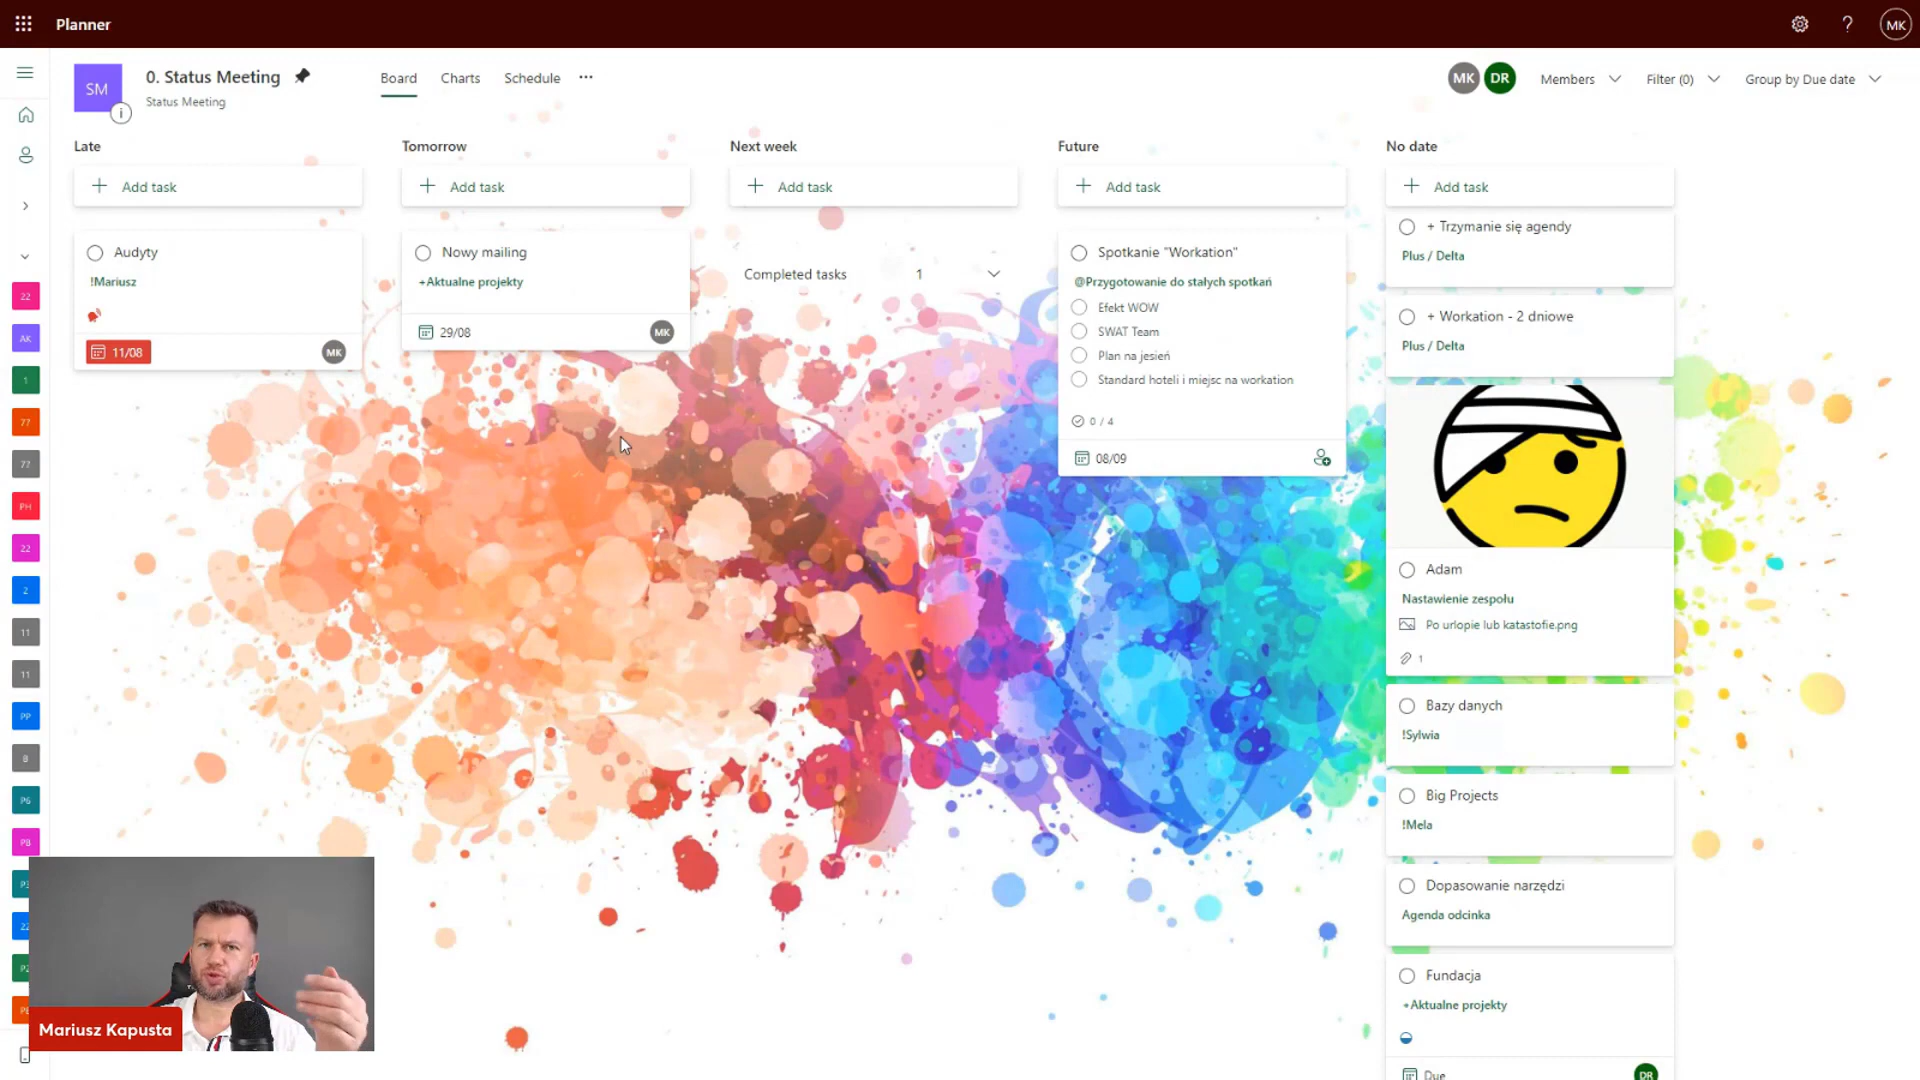 Planner
?
MK
SM
0. Status Meeting
Status Meeting
Board
Charts
Schedule
...
MK
DR
Members
Filter (0)
Group by Due date
Late
Tomorrow
Next week
Future
No date
+ Add task
+ Add task
+ Add task
+ Add task
+ Add task
Audyty
!Mariusz
11/08
MK
Nowy mailing
+Aktualne projekty
29/08
MK
Completed tasks 1
Spotkanie "Workation"
@Przygotowanie do stałych spotkań
Efekt WOW
SWAT Team
Plan na jesień
Standard hoteli i miejsc na workation
0 / 4
08/09
+ Trzymanie się agendy
Plus / Delta
+ Workation - 2 dniowe
Plus / Delta
Adam
Nastawienie zespołu
Po urlopie lub katastofie.png
1
Bazy danych
!Sylwia
Big Projects
!Mela
Dopasowanie narzędzi
Agenda odcinka
Fundacja
+Aktualne projekty
Due
DR
22
AK
1
77
77
PH
22
2
11
11
PP
8
P6
PB
Mariusz Kapusta